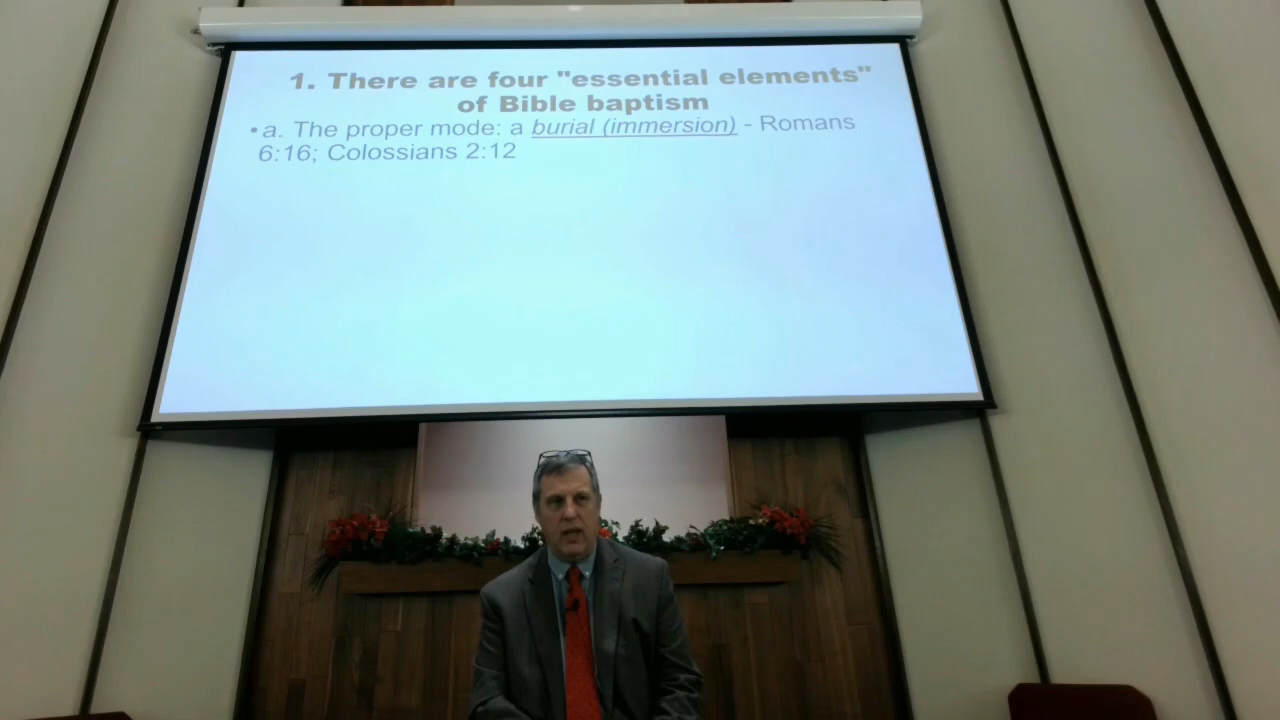 1. There are four "essential elements"
of Bible baptism
• a. The proper mode: a burial (immersion) - Romans
6:16; Colossians 2:12